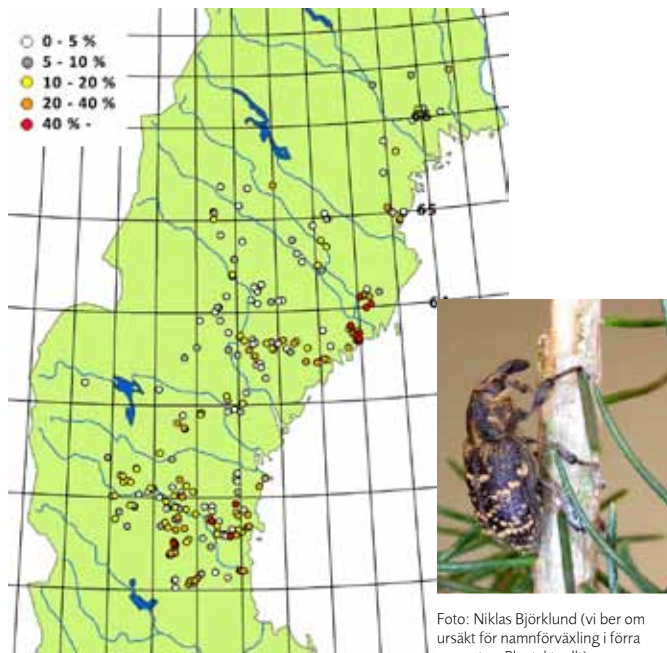 0 - 5 %
5 - 10 %
10 - 20 %
20 - 40 %
40 % -
66
65
Foto: Niklas Björklund (vi ber om
ursäkt för namnförväxling i förra